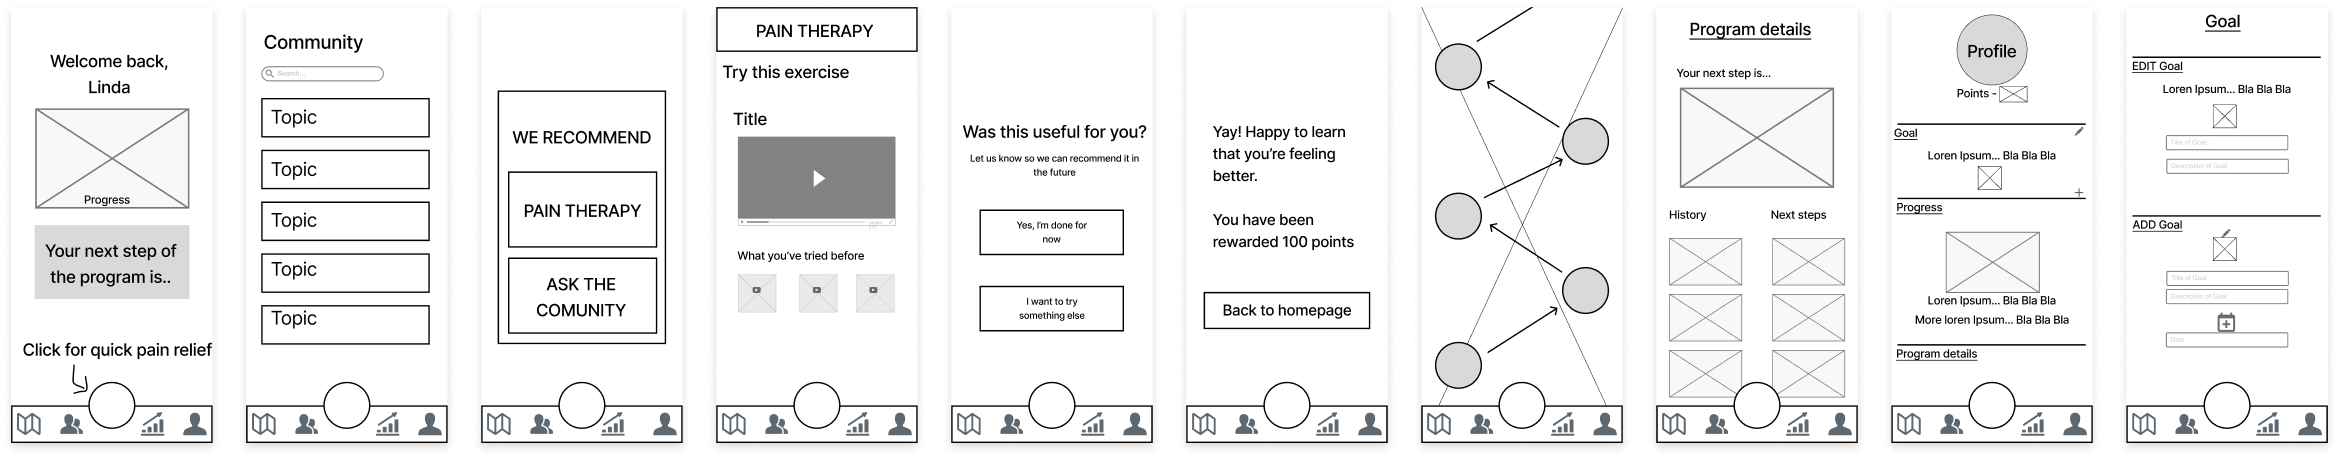 Welcome back,
Linda
Progress
Your next step of
the program is..
Click for quick pain relief
Community
Search...
Topic
Topic
Topic
Topic
Topic
WE RECOMMEND
PAIN THERAPY
ASK THE
COMUNITY
PAIN THERAPY
Try this exercise
Title
What you've tried before
Was this useful for you?
Let us know so we can recommend it in
the future
Yes, I'm done for
now
I want to try
something else
Yay! Happy to learn
that you're feeling
better.
You have been
rewarded 100 points
Back to homepage
Program details
Your next step is...
History
Next steps
Profile
Points -
Goal
Loren Ipsum... Bla Bla Bla
Progress
Loren Ipsum... Bla Bla Bla
More loren Ipsum... Bla Bla Bla
Program details
Goal
EDIT Goal
Loren Ipsum... Bla Bla Bla
Title of Goal...
Description of Goal
ADD Goal
Title of Goal...
Description of Goal
Date